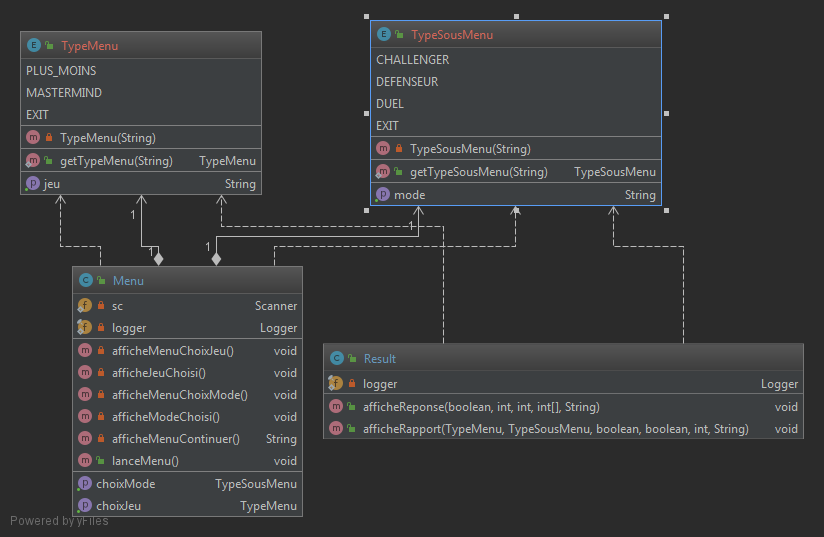 TypeMenu
PLUS_MOINS
MASTERMIND
EXIT
TypeMenu(String)
getTypeMenu(String) TypeMenu
jeu String
TypeSousMenu
CHALLENGER
DEFENSEUR
DUEL
EXIT
TypeSousMenu(String)
getTypeSousMenu(String) TypeSousMenu
mode String
1
1
1
1
Menu
sc Scanner
logger Logger
afficheMenuChoixJeu() void
afficheJeuChoisi() void
afficheMenuChoixMode() void
afficheModeChoisi() void
afficheMenuContinuer() String
lanceMenu() void
choixMode TypeSousMenu
choixJeu TypeMenu
Result
logger Logger
afficheReponse(boolean, int, int, int[], String) void
afficheRapport(TypeMenu, TypeSousMenu, boolean, boolean, int, String) void
Powered by yFiles